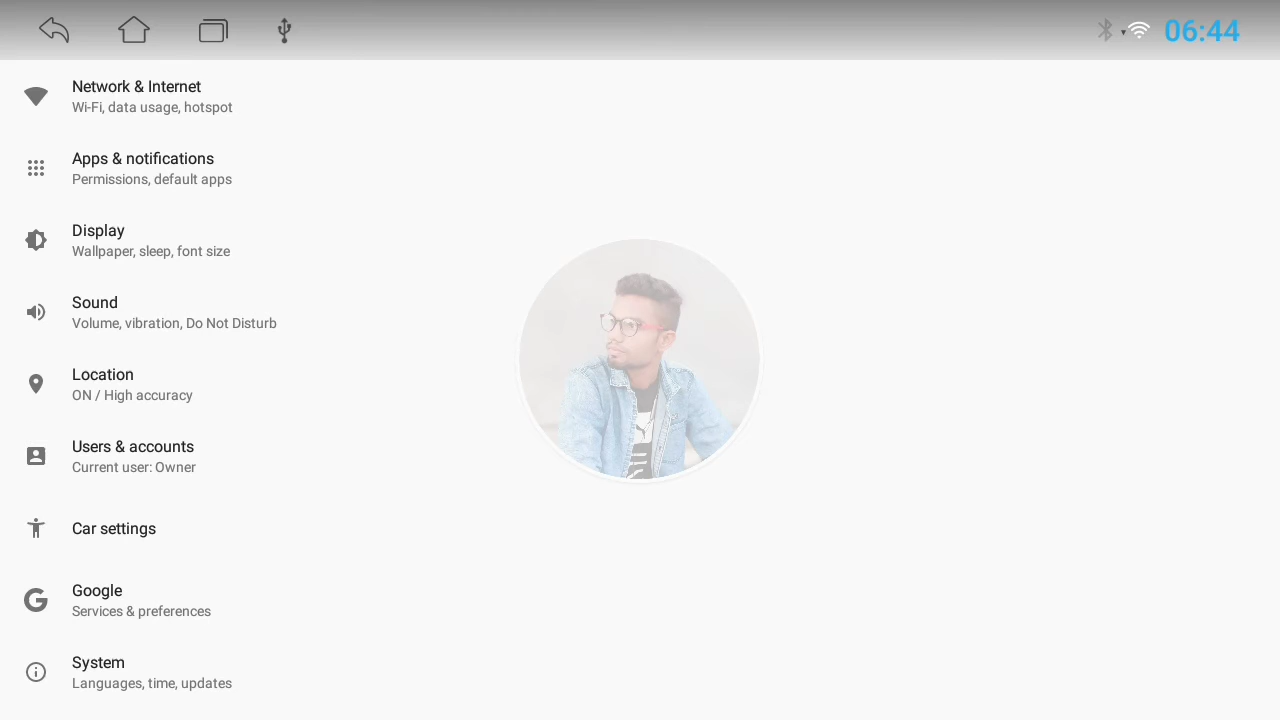 06:44
Network & Internet
Wi-Fi, data usage, hotspot
Apps & notifications
Permissions, default apps
Display
Wallpaper, sleep, font size
Sound
Volume, vibration, Do Not Disturb
Location
ON / High accuracy
Users & accounts
Current user: Owner
Car settings
Google
Services & preferences
System
Languages, time, updates